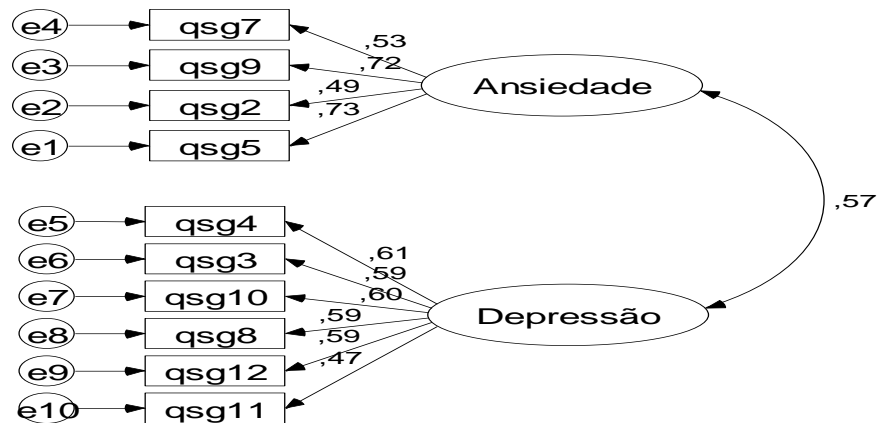 e4 qsg7 ,53
e3 qsg9 ,72
e2 qsg2 ,49
e1 qsg5 ,73
Ansiedade
,57
e5 qsg4 ,61
e6 qsg3 ,59
e7 qsg10 ,60
e8 qsg8 ,59
e9 qsg12 ,59
e10 qsg11 ,47
Depressão